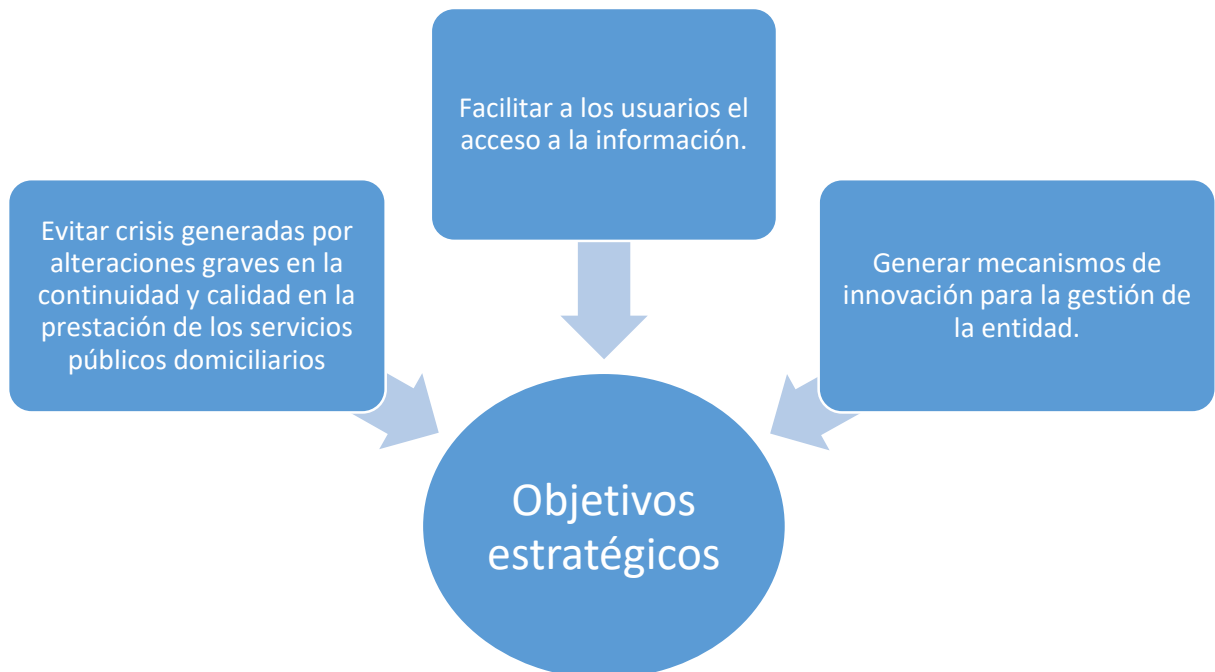 Facilitar a los usuarios el
acceso a la información.
Evitar crisis generadas por
alteraciones graves en la
continuidad y calidad en la
prestación de los servicios
públicos domiciliarios
Generar mecanismos de
innovación para la gestión de
la entidad.
Objetivos
estratégicos